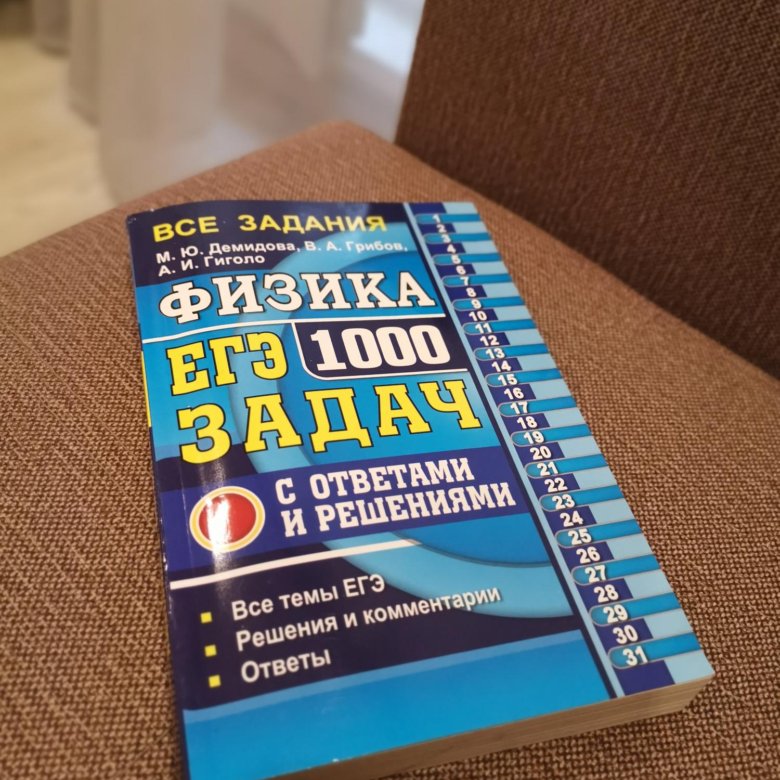 ВСЕ ЗАДАНИЯ
М. Ю. Демидова, В. А. Грибов,
А. И. Гиголо
ФИЗИКА
ЕГЭ 1000
ЗАДАЧ
С ОТВЕТАМИ
И РЕШЕНИЯМИ
Все темы ЕГЭ
Решения и комментарии
Ответы
1
2
3
4
5
6
7
8
9
10
11
12
13
14
15
16
17
18
19
20
21
22
23
24
25
26
27
28
29
30
31